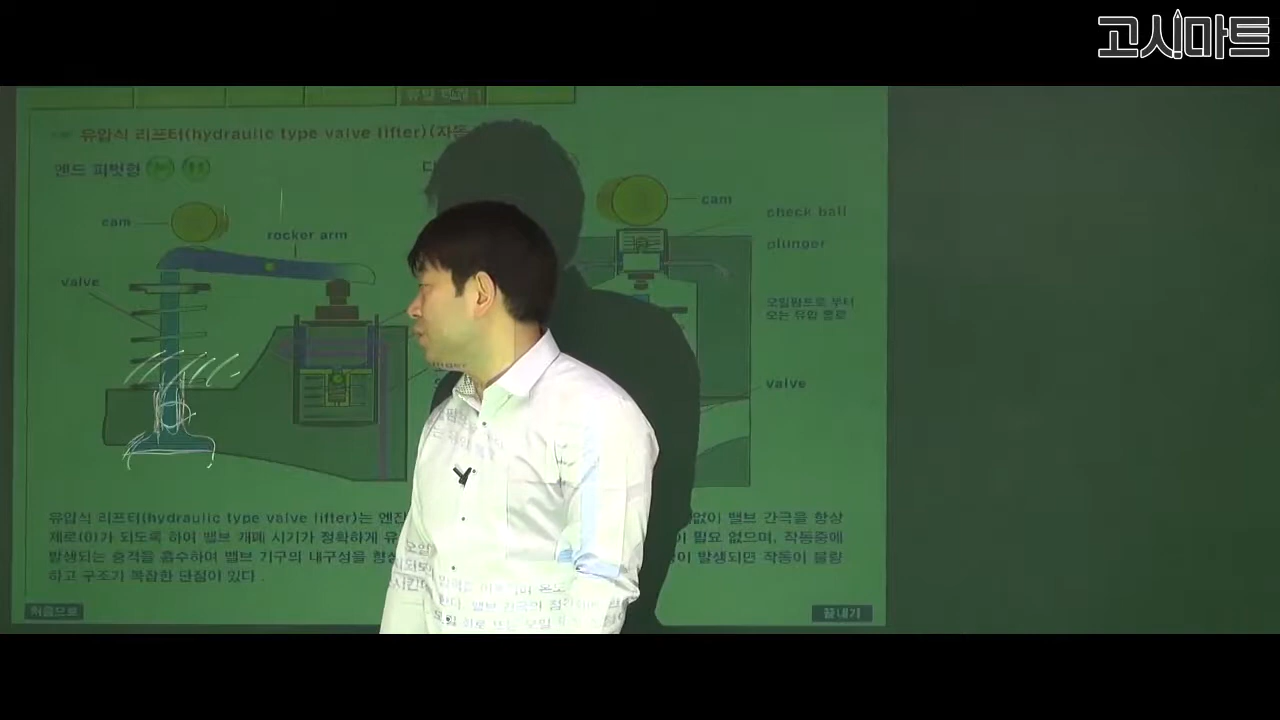 고시마트
유압식 리프터(hydraulic type valve lifter)(자동
엔드 피벗형
cam
rocker arm
valve
cam
check ball
plunger
오일펌프로 부터
오는 유압 통로
valve
유압식 리프터(hydraulic type valve lifter)는 엔진 없이 밸브 간극을 항상
제로(0)가 되도록 하여 밸브 개폐 시기가 정확하게 유 필요 없으며, 작동중에
발생되는 충격을 흡수하여 밸브 기구의 내구성을 향상 이 발생되면 작동이 불량
하고 구조가 복잡한 단점이 있다.
처음으로
끝내기